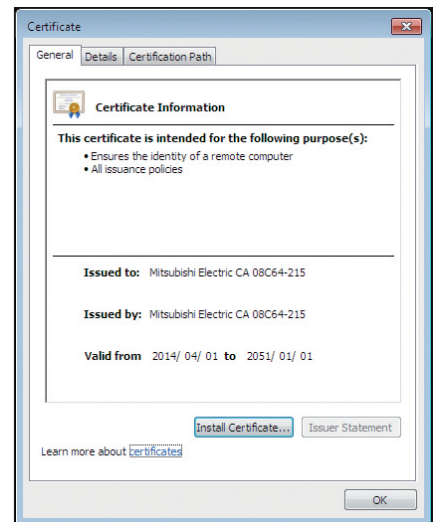 Certificate
General Details Certification Path
Certificate Information
This certificate is intended for the following purpose(s):
• Ensures the identity of a remote computer
• All issuance policies
Issued to: Mitsubishi Electric CA 08C64-215
Issued by: Mitsubishi Electric CA 08C64-215
Valid from 2014/ 04/ 01 to 2051/ 01/ 01
Install Certificate... Issuer Statement
Learn more about certificates
OK